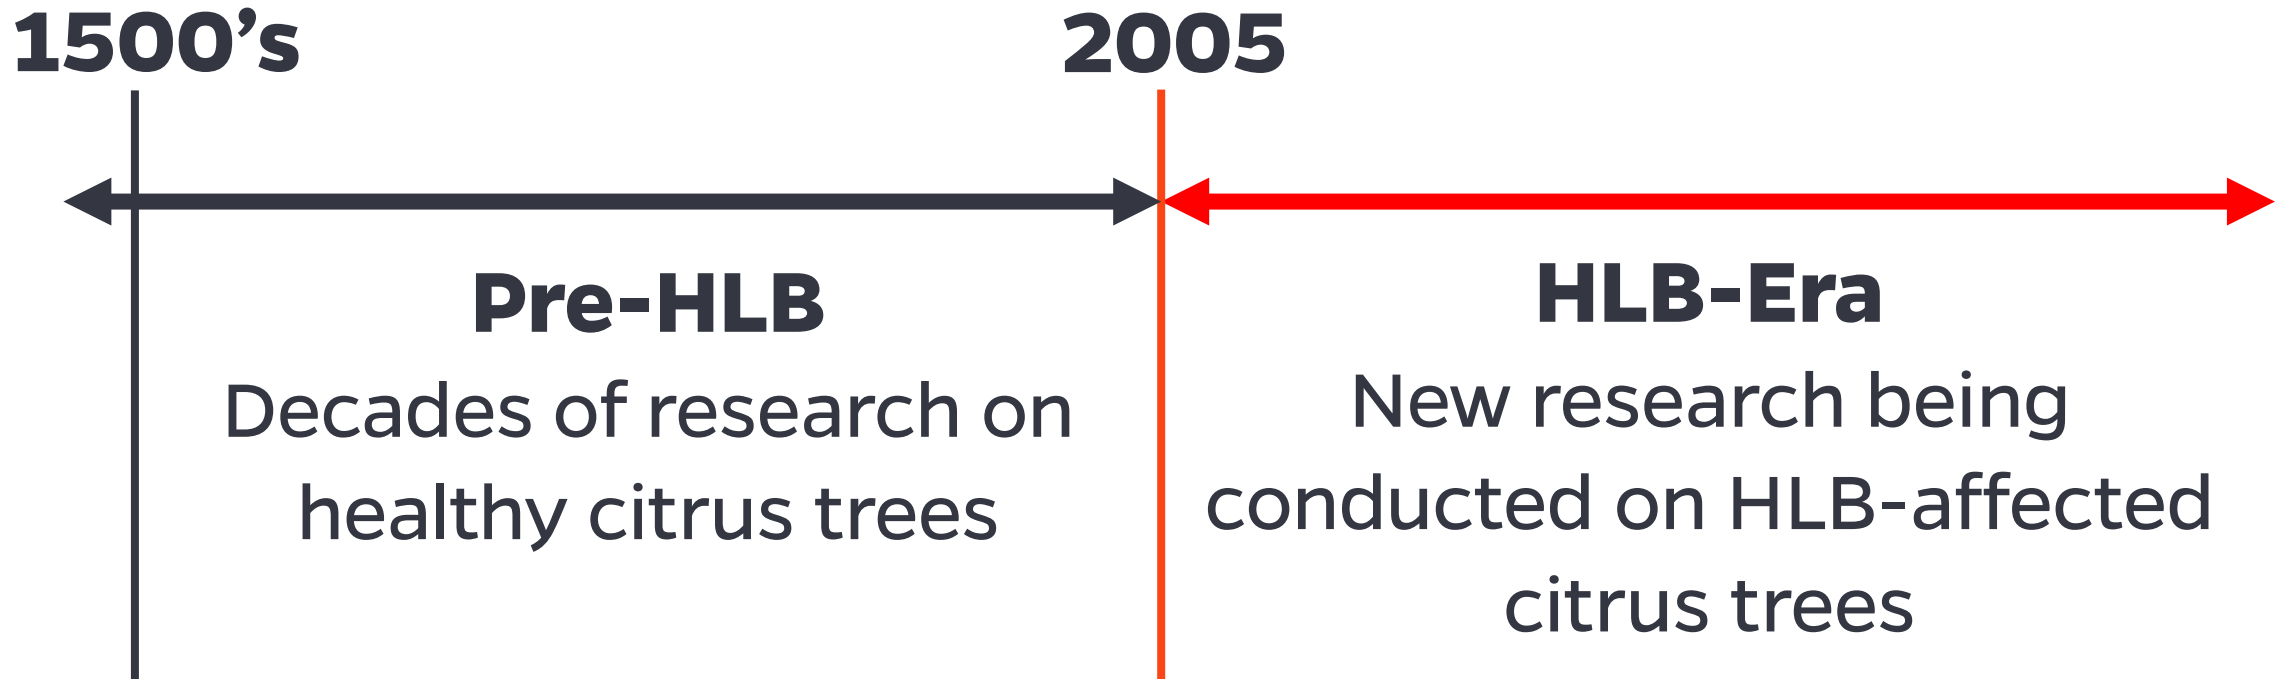 1500’s
2005
Pre-HLB
Decades of research on
healthy citrus trees
HLB-Era
New research being
conducted on HLB-affected
citrus trees